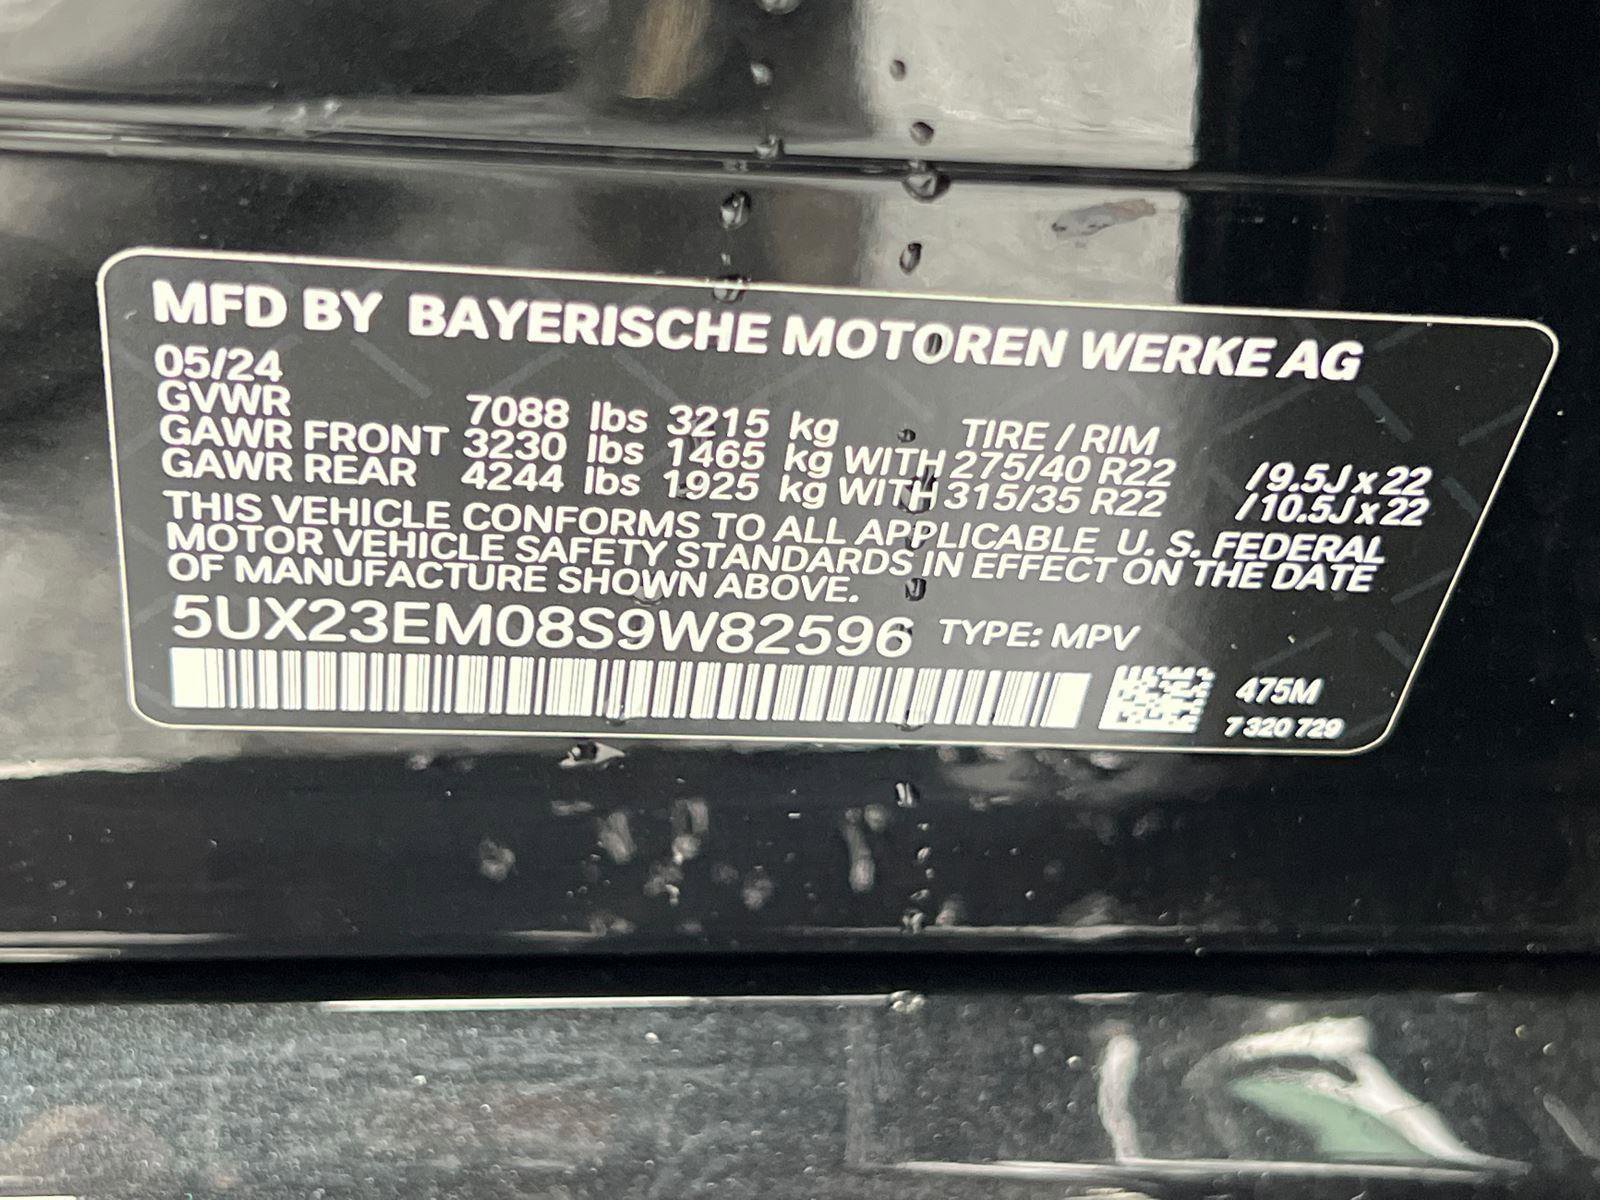 MFD BY BAYERISCHE MOTOREN WERKE AG
05/24
GVWR 7088 lbs 3215 kg TIRE / RIM
GAWR FRONT 3230 lbs 1465 kg WITH 275/40 R22 /9.5J x 22
GAWR REAR 4244 lbs 1925 kg WITH 315/35 R22 /10.5J x 22
THIS VEHICLE CONFORMS TO ALL APPLICABLE U. S. FEDERAL
MOTOR VEHICLE SAFETY STANDARDS IN EFFECT ON THE DATE
OF MANUFACTURE SHOWN ABOVE.
5UX23EM08S9W82596 TYPE: MPV
475M
7 320 729